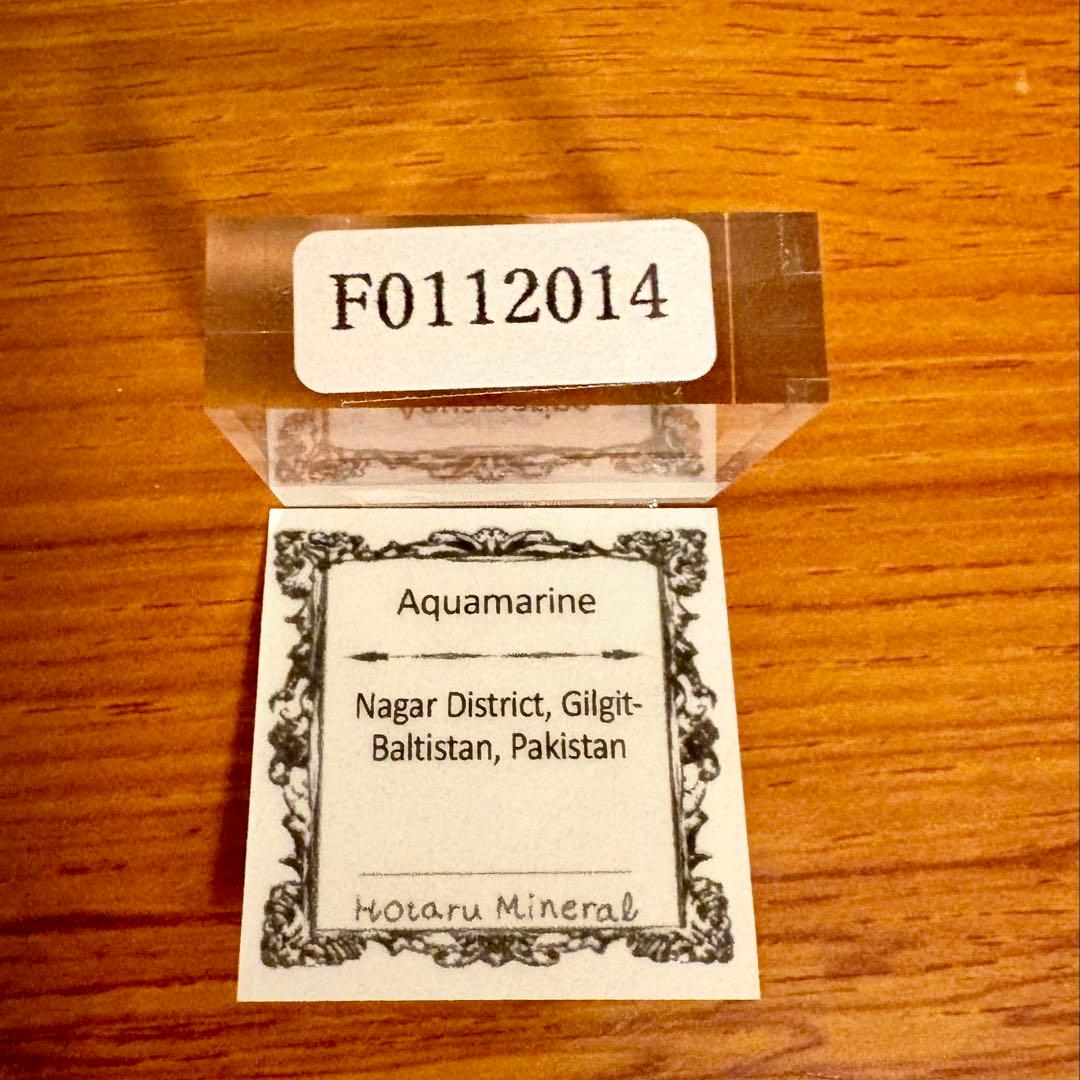 F0112014
Aquamarine
Nagar District, Gilgit-
Baltistan, Pakistan
Hotaru Mineral